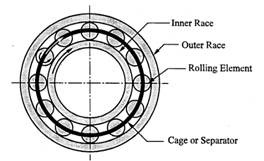 Inner Race
Outer Race
Rolling Element
Cage or Separator